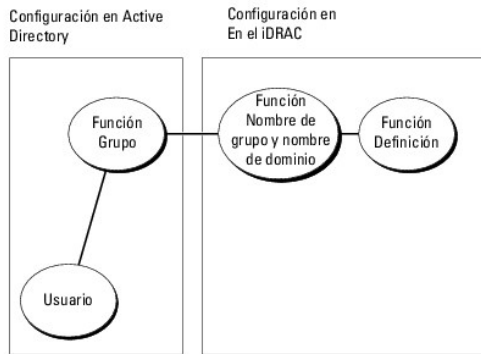 Configuración en Active
Directory
Configuración en
En el iDRAC
Función
Grupo
Función
Nombre de
grupo y nombre
de dominio
Función
Definición
Usuario